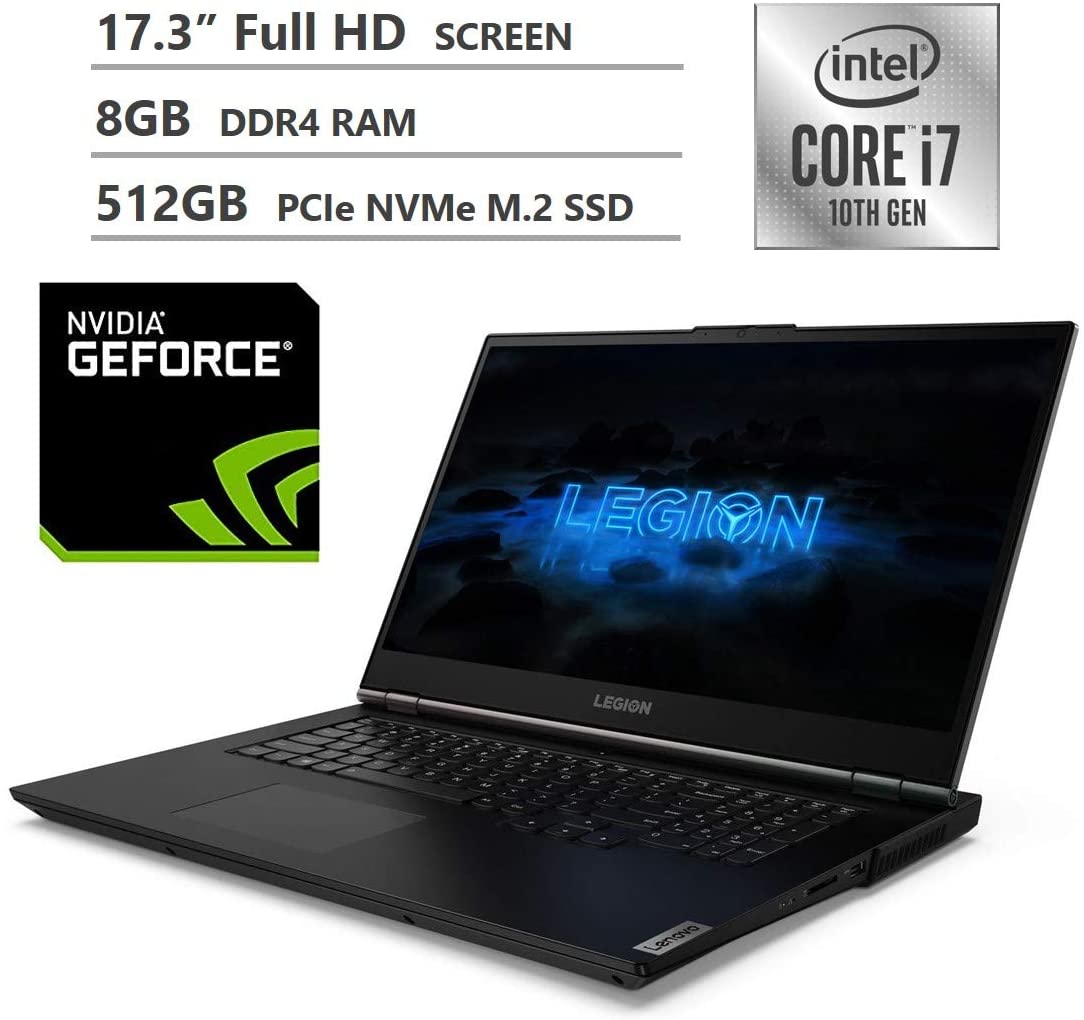 17.3” Full HD SCREEN
8GB DDR4 RAM
512GB PCIe NVMe M.2 SSD
intel®
CORE™ i7
10TH GEN
NVIDIA®
GEFORCE®
LEGION
LEGION
Lenovo